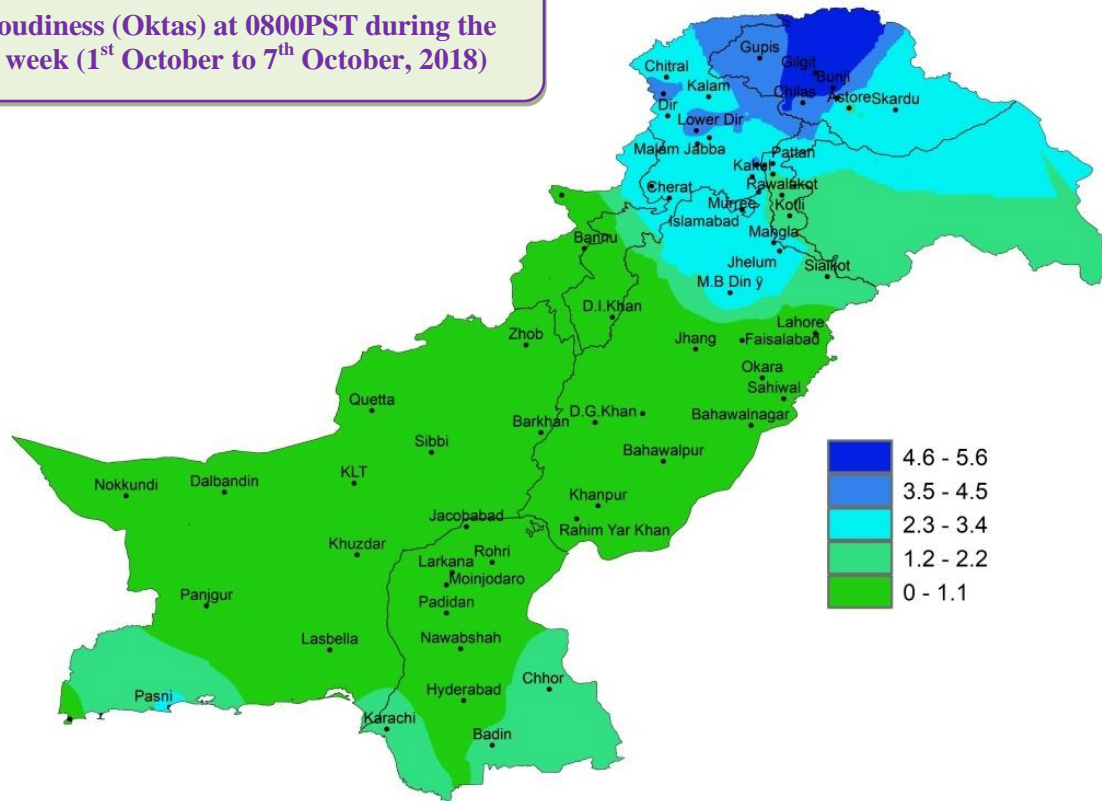 oudiness (Oktas) at 0800PST during the
week (1st October to 7th October, 2018)
Gupis
Gilgit
Chitral
Bunji
Kalam
Chilas
Astore
Skardu
Dir
Lower Dir
Malam Jabba
Pattan
Kakul
Cherat
Rawalakot
Murree
Kotli
Islamabad
Mangla
Bannu
Jhelum
Sialkot
M.B Din ÿ
D.I.Khan
Lahore
Zhob
Jhang
Faisalabad
Okara
Sahiwal
Quetta
D.G.Khan
Bahawalnagar
Barkhan
Sibbi
Bahawalpur
4.6 - 5.6
KLT
Nokkundi
Dalbandin
3.5 - 4.5
Khanpur
Jacobabad
2.3 - 3.4
Rahim Yar Khan
Khuzdar
Rohri
1.2 - 2.2
Larkana
Moinjodaro
0 - 1.1
Panjgur
Padidan
Lasbella
Nawabshah
Chhor
Pasni
Hyderabad
Karachi
Badin